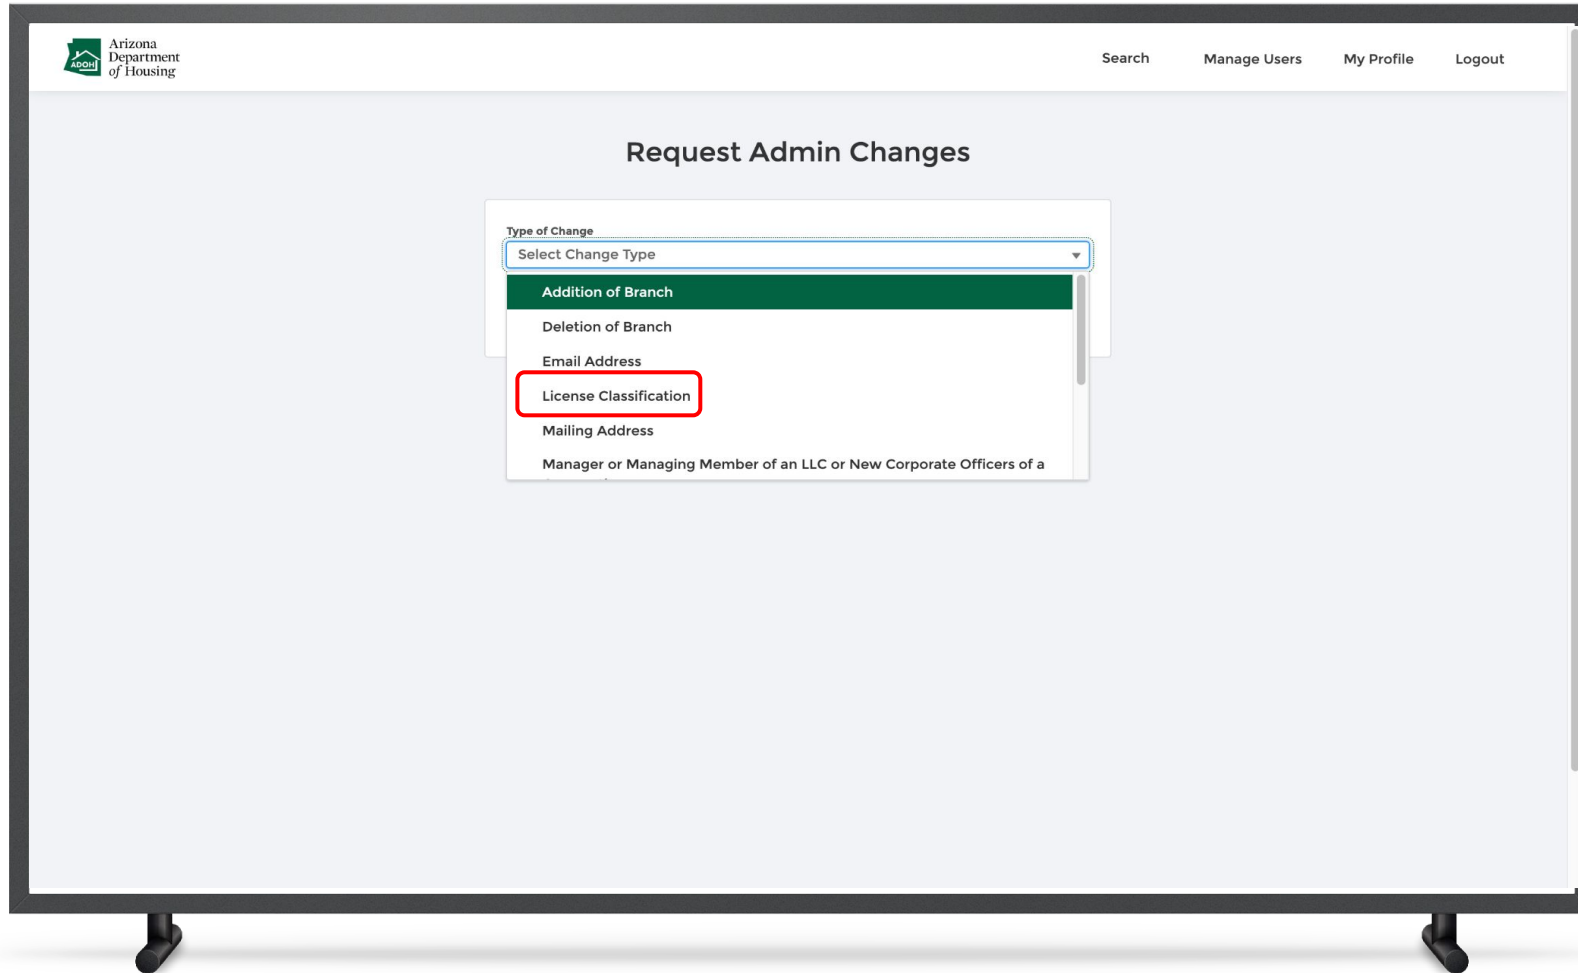 Arizona
Department
of Housing
ADOH
Search Manage Users My Profile Logout
Request Admin Changes
Type of Change
Select Change Type
Addition of Branch
Deletion of Branch
Email Address
License Classification
Mailing Address
Manager or Managing Member of an LLC or New Corporate Officers of a